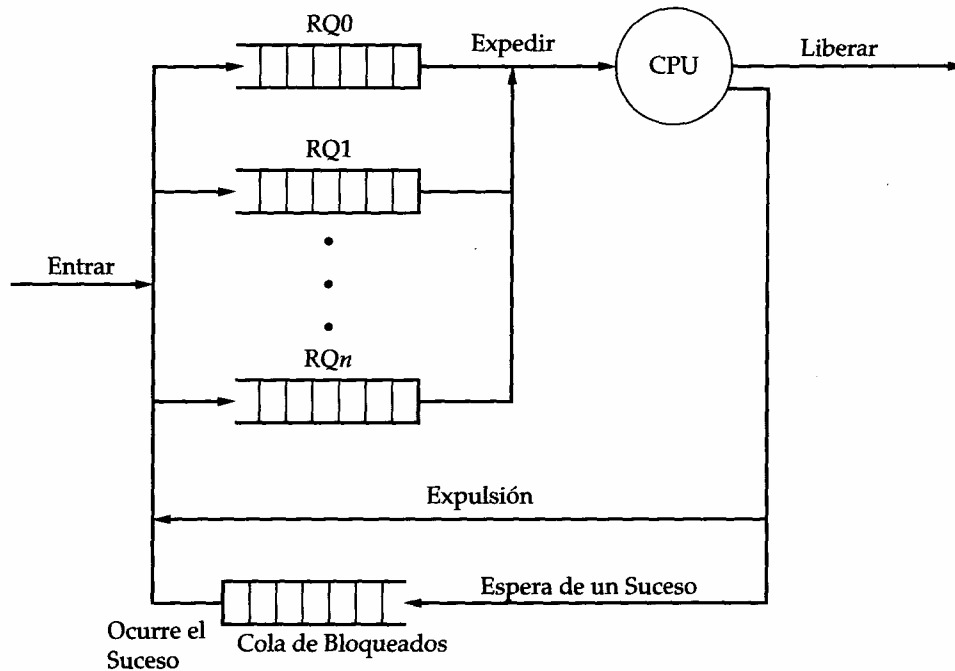 RQ0
Expedir
CPU
Liberar
RQ1
Entrar
RQn
Expulsión
Espera de un Suceso
Ocurre el
Suceso
Cola de Bloqueados